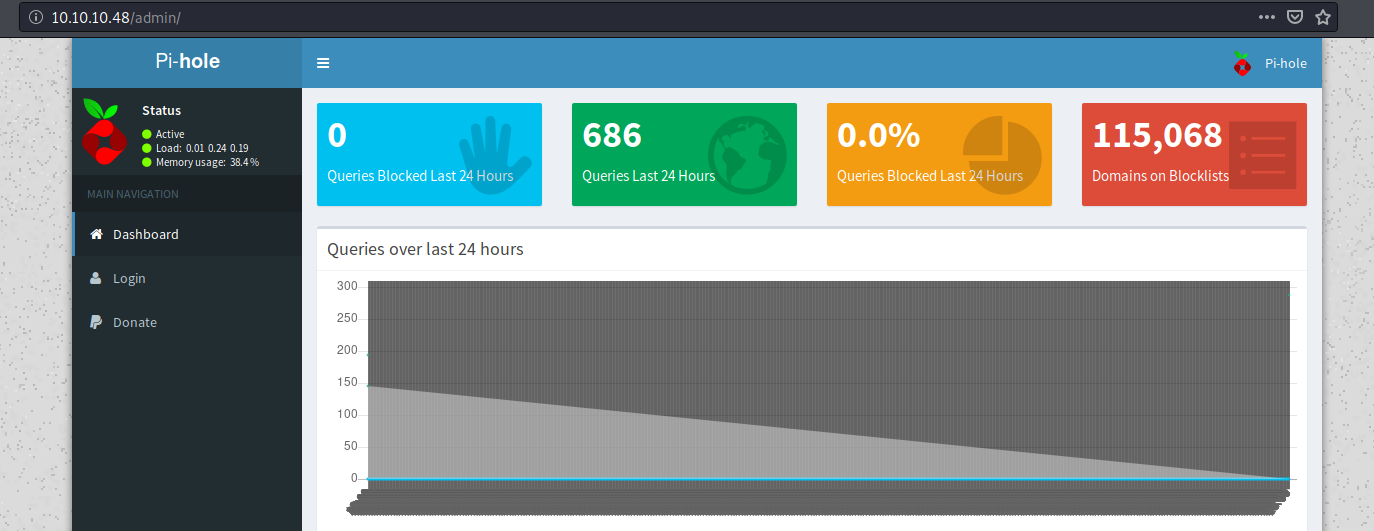 10.10.10.48/admin/
Pi-hole
Pi-hole
Status
Active
Load: 0.01 0.24 0.19
Memory usage: 38.4 %
MAIN NAVIGATION
Dashboard
Login
Donate
0
Queries Blocked Last 24 Hours
686
Queries Last 24 Hours
0.0%
Queries Blocked Last 24 Hours
115,068
Domains on Blocklists
Queries over last 24 hours
300
250
200
150
100
50
0